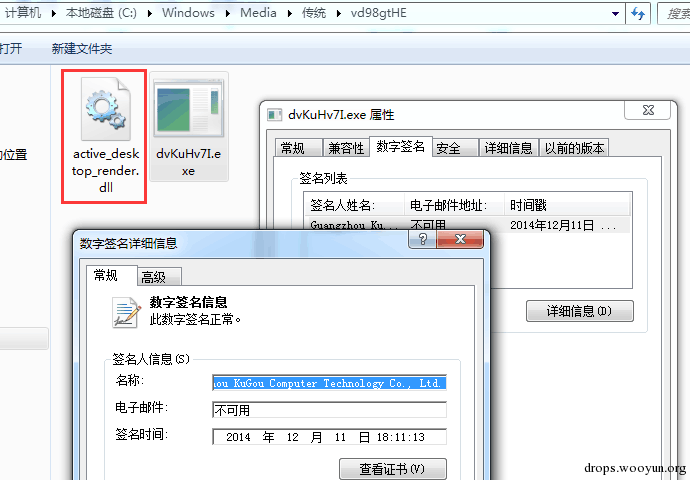 计算机 ▸ 本地磁盘 (C:) ▸ Windows ▸ Media ▸ 传统 ▸ vd98gtHE
搜索
打开 新建文件夹
的位置
active_desk
top_render.
dll
dvKuHv7I.e
xe
dvKuHv7I.exe 属性
常规 兼容性 数字签名 安全 详细信息 以前的版本
签名列表
签名人姓名: 电子邮件地址: 时间戳
Guangzhou Ku... 不可用 2014年12月11日 ...
详细信息(D)
数字签名详细信息
常规 高级
数字签名信息
此数字签名正常。
签名人信息(S)
名称: hou KuGou Computer Technology Co., Ltd.
电子邮件: 不可用
签名时间: 2014 年 12 月 11 日 18:11:13
查看证书(V)
drops.wooyun.org